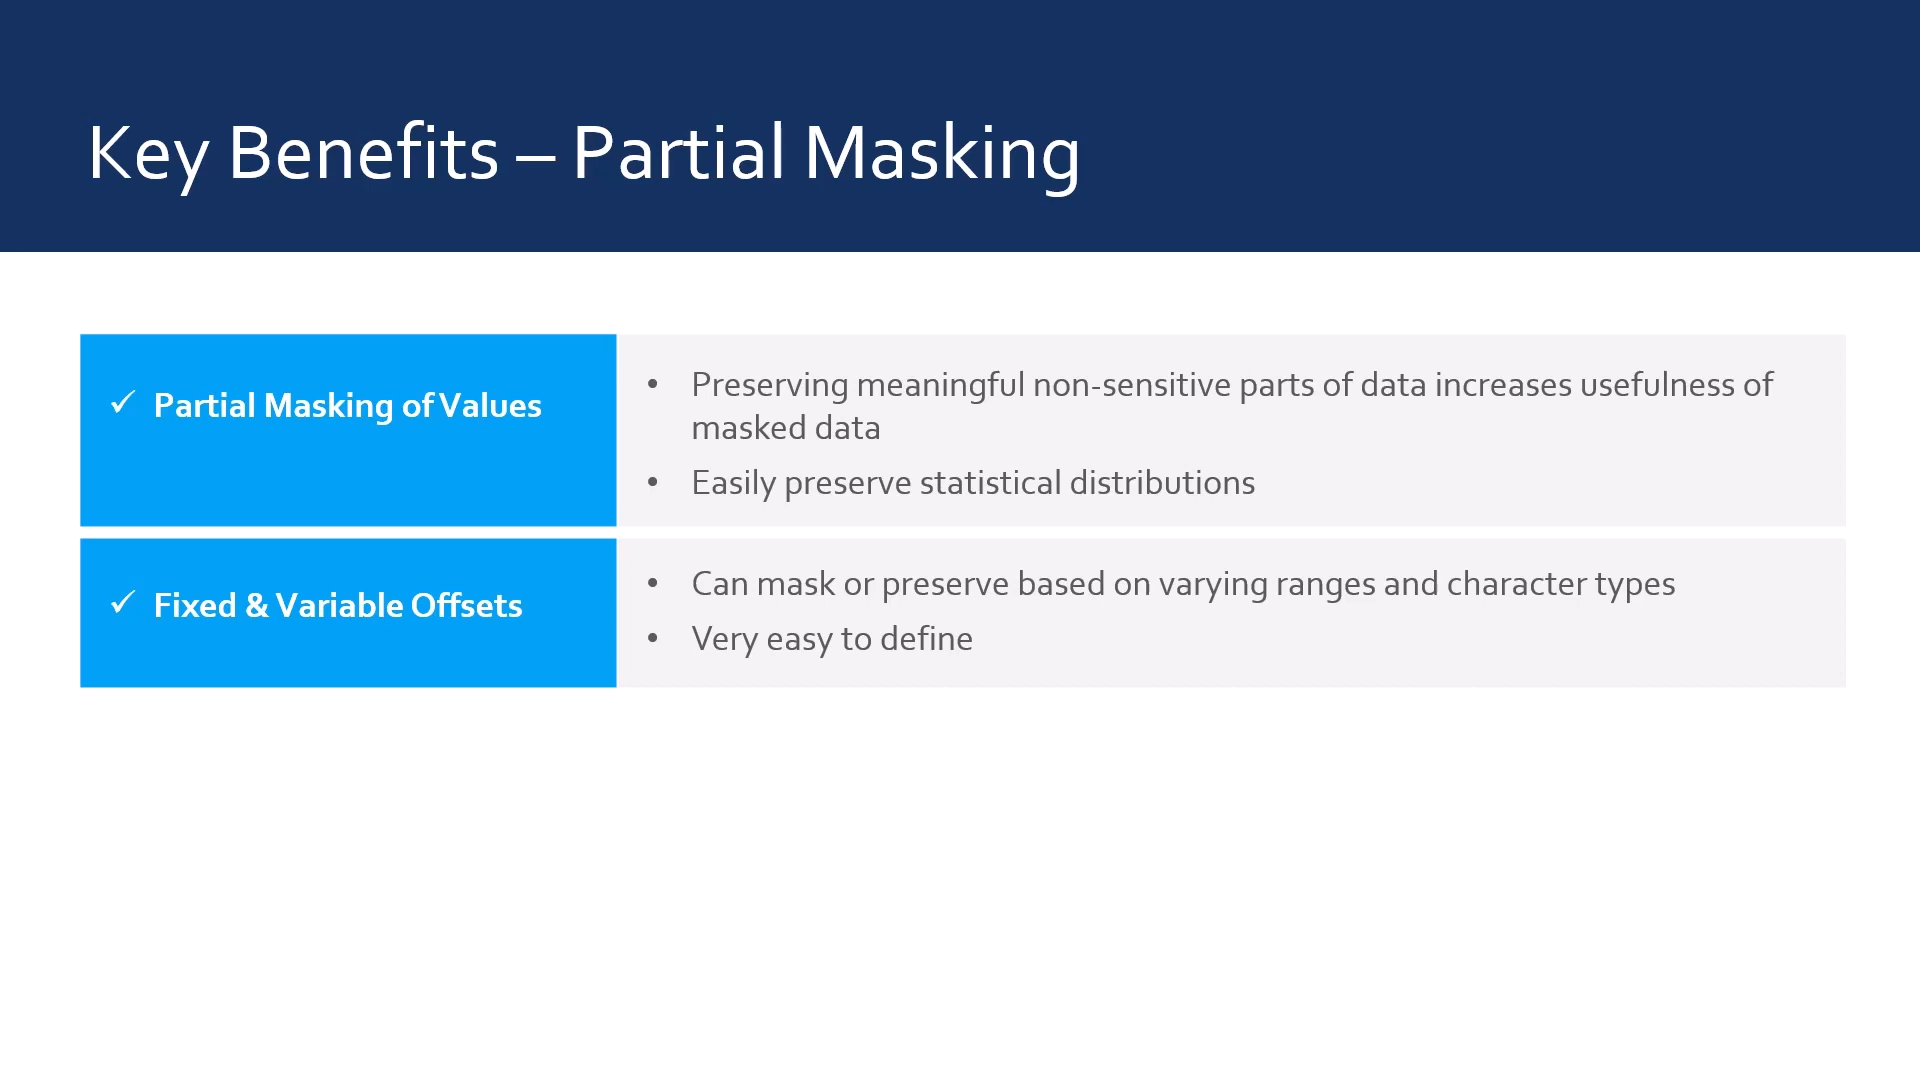 Key Benefits – Partial Masking
✓ Partial Masking of Values
• Preserving meaningful non-sensitive parts of data increases usefulness of
masked data
• Easily preserve statistical distributions
✓ Fixed & Variable Offsets
• Can mask or preserve based on varying ranges and character types
• Very easy to define